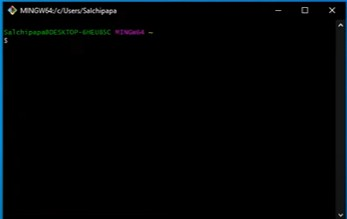 MINGW64:/c/Users/Salchipapa
Salchipapa@DESKTOP-6HEU85C MINGW64 ~
$